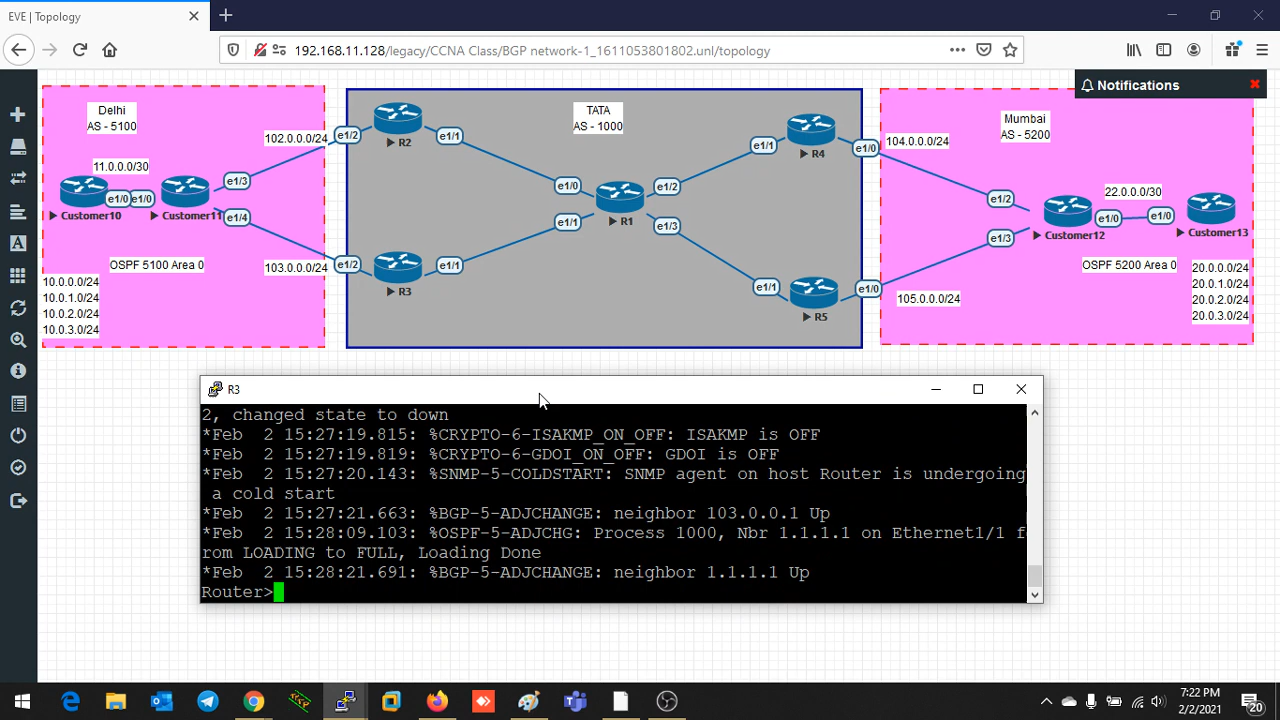 EVE | Topology
192.168.11.128/legacy/CCNA Class/BGP network-1_1611053801802.unl/topology
Notifications
Delhi
AS - 5100
11.0.0.0/30
102.0.0.0/24
103.0.0.0/24
e1/0
e1/0
e1/3
e1/4
Customer10
Customer11
OSPF 5100 Area 0
10.0.0.0/24
10.0.1.0/24
10.0.2.0/24
10.0.3.0/24
TATA
AS - 1000
e1/2
R2
e1/1
e1/2
R3
e1/1
e1/0
e1/1
R1
e1/2
e1/3
e1/1
R4
e1/0
e1/1
R5
e1/0
Mumbai
AS - 5200
104.0.0.0/24
105.0.0.0/24
22.0.0.0/30
e1/2
e1/3
e1/0
e1/0
Customer12
Customer13
OSPF 5200 Area 0
20.0.0.0/24
20.0.1.0/24
20.0.2.0/24
20.0.3.0/24
R3
2, changed state to down
*Feb  2 15:27:19.815: %CRYPTO-6-ISAKMP_ON_OFF: ISAKMP is OFF
*Feb  2 15:27:19.819: %CRYPTO-6-GDOI_ON_OFF: GDOI is OFF
*Feb  2 15:27:20.143: %SNMP-5-COLDSTART: SNMP agent on host Router is undergoing
 a cold start
*Feb  2 15:27:21.663: %BGP-5-ADJCHANGE: neighbor 103.0.0.1 Up
*Feb  2 15:28:09.103: %OSPF-5-ADJCHG: Process 1000, Nbr 1.1.1.1 on Ethernet1/1 f
rom LOADING to FULL, Loading Done
*Feb  2 15:28:21.691: %BGP-5-ADJCHANGE: neighbor 1.1.1.1 Up
Router>
7:22 PM
2/2/2021
20